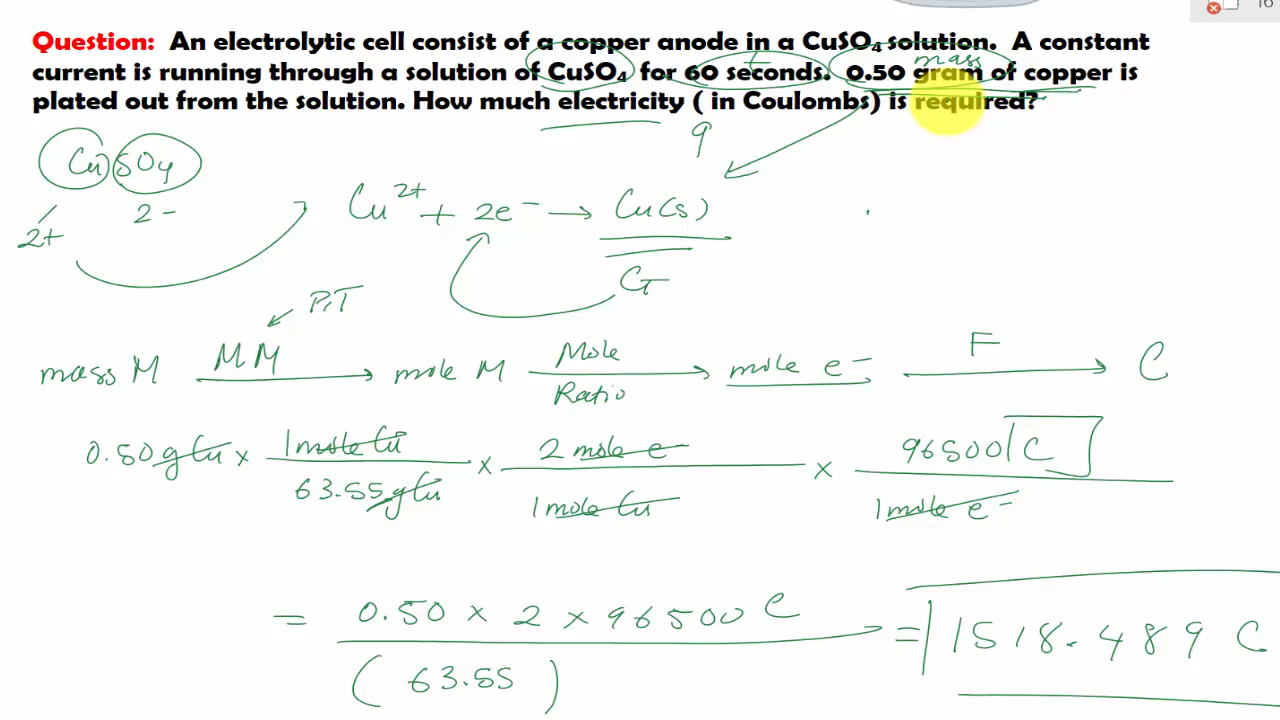 16
Question: An electrolytic cell consist of a copper anode in a CuSO4 solution. A constant
current is running through a solution of CuSO4 for 60 seconds. 0.50 gram of copper is
plated out from the solution. How much electricity ( in Coulombs) is required?
t
mass
q
CuSO4
2+ 2-
Cu2+ + 2e- → Cu(s)
G
P.T
mass M MM → mole M Mole Ratio → mole e- F → C
0.50 g Cu × 1 mole Cu / 63.55 g Cu × 2 mole e / 1 mole Cu × 96500 C / 1 mole e-
= 0.50 × 2 × 96500 C / (63.55) = 1518.489 C